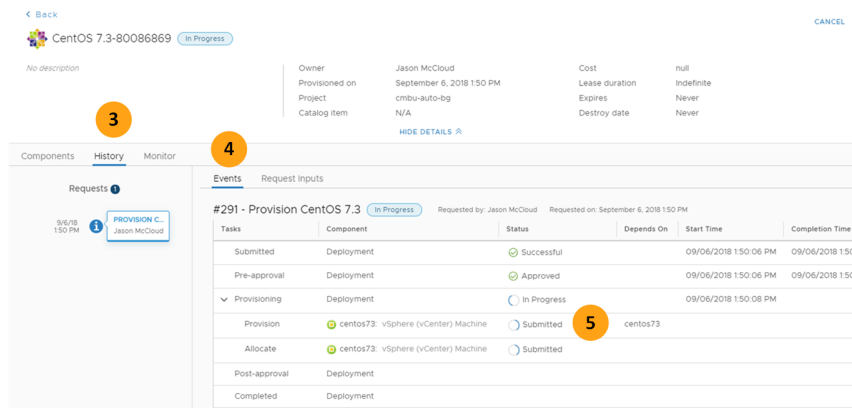 Back
CANCEL
CentOS 7.3-80086869 In Progress
No description
Owner Jason McCloud Cost null
Provisioned on September 6, 2018 1:50 PM Lease duration Indefinite
Project cmbu-auto-bg Expires Never
Catalog item N/A Destroy date Never
HIDE DETAILS
3
4
Components History Monitor
Events Request Inputs
Requests 1
9/6/18
1:50 PM
PROVISION C...
Jason McCloud
#291 - Provision CentOS 7.3 In Progress Requested by: Jason McCloud Requested on: September 6, 2018 1:50 PM
Tasks Component Status Depends On Start Time Completion Time
Submitted Deployment Successful 09/06/2018 1:50:06 PM 09/06/2018 1:50
Pre-approval Deployment Approved 09/06/2018 1:50:06 PM 09/06/2018 1:50
Provisioning Deployment In Progress 09/06/2018 1:50:08 PM
Provision centos73: vSphere (vCenter) Machine Submitted 5 centos73
Allocate centos73: vSphere (vCenter) Machine Submitted
Post-approval Deployment
Completed Deployment